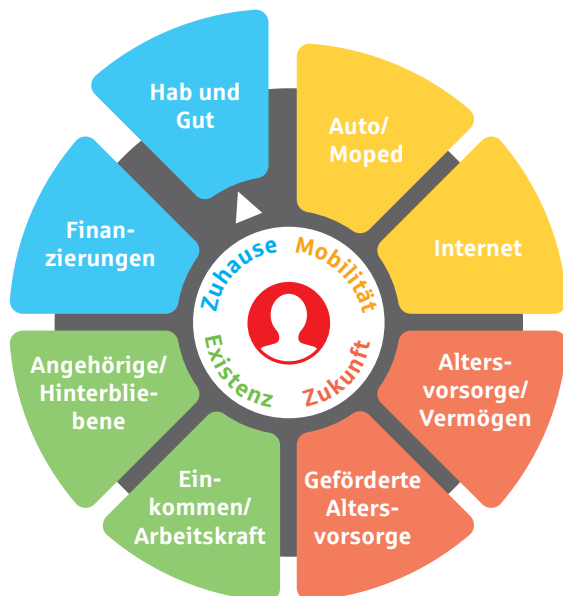 Hab und
Gut
Auto/
Moped
Internet
Alters-
vorsorge/
Vermögen
Geförderte
Alters-
vorsorge
Ein-
kommen/
Arbeitskraft
Angehörige/
Hinterblie-
bene
Finan-
zierungen
Zuhause
Mobilität
Zukunft
Existenz